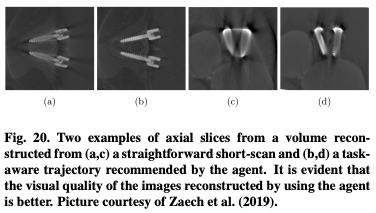 (a) (b) (c) (d)
Fig. 20. Two examples of axial slices from a volume recon-
structed from (a,c) a straightforward short-scan and (b,d) a task-
aware trajectory recommended by the agent. It is evident that
the visual quality of the images reconstructed by using the agent
is better. Picture courtesy of Zaech et al. (2019).